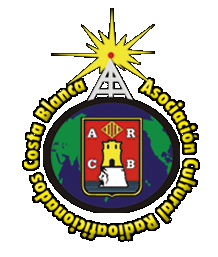 Asociación Cultural Radioaficionados Costa Blanca
A R
C B